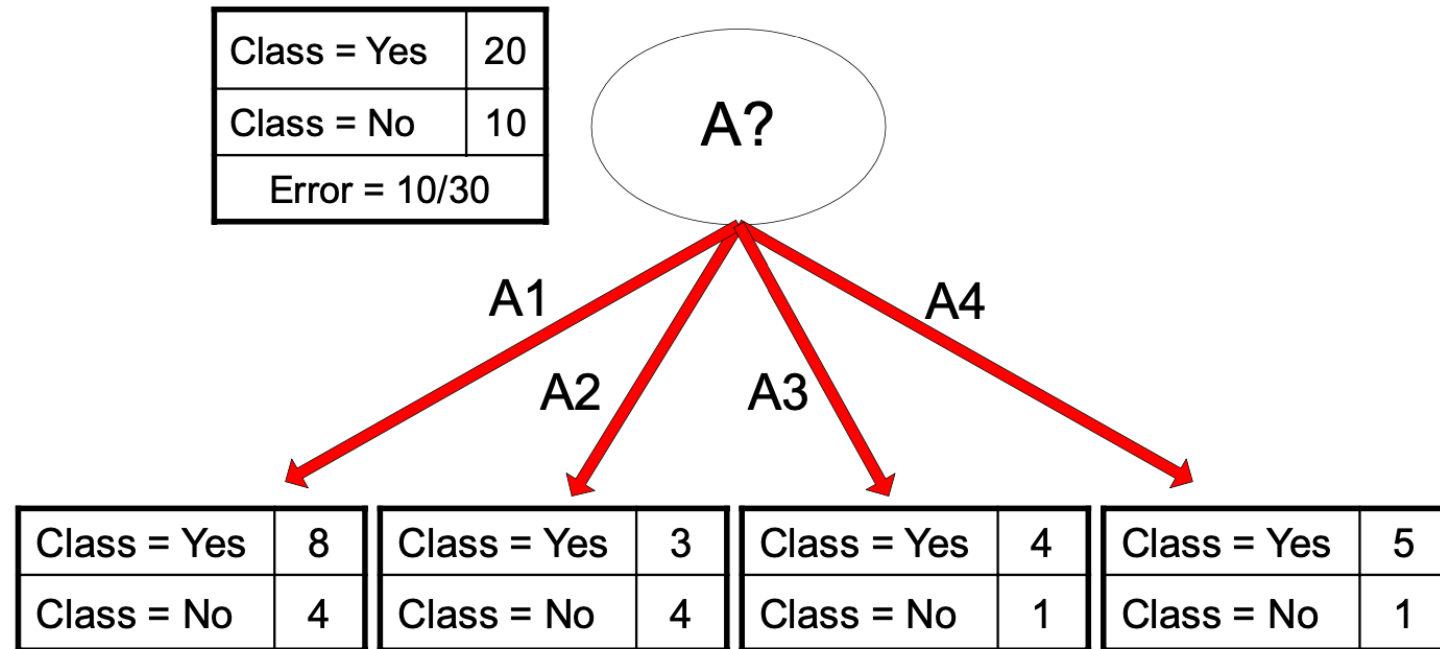 Class = Yes 20
Class = No 10
Error = 10/30
A?
A1
A4
A2
A3
Class = Yes 8
Class = No 4
Class = Yes 3
Class = No 4
Class = Yes 4
Class = No 1
Class = Yes 5
Class = No 1